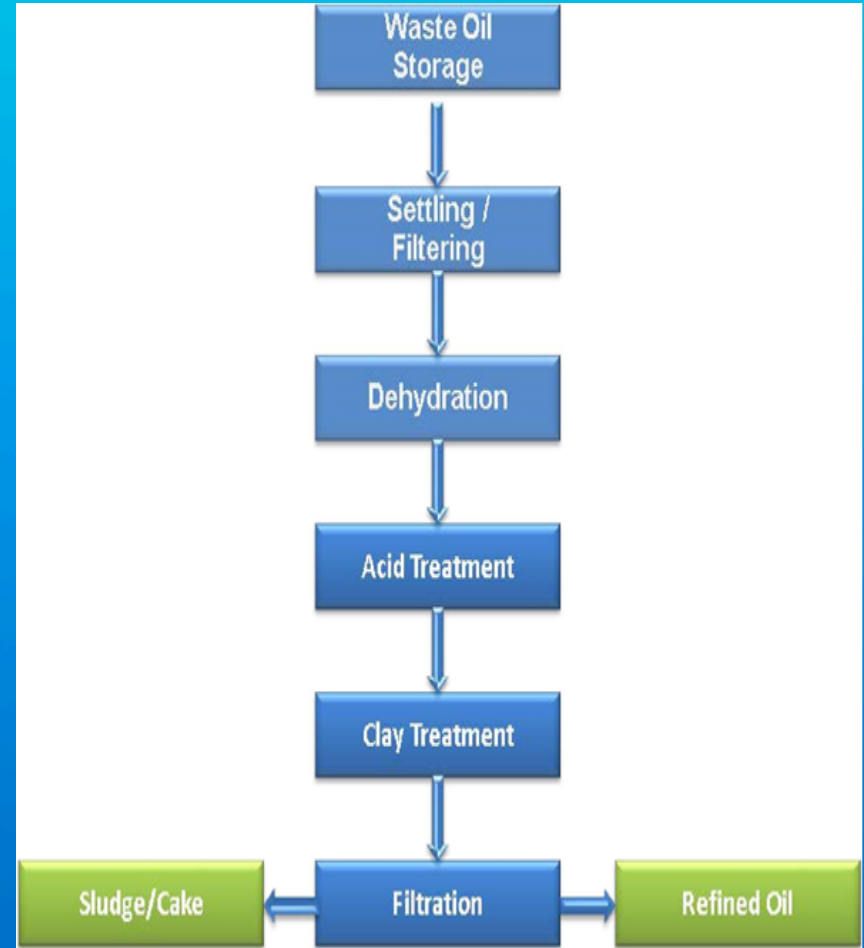 Waste Oil
Storage
Settling /
Filtering
Dehydration
Acid Treatment
Clay Treatment
Sludge/Cake
Filtration
Refined Oil